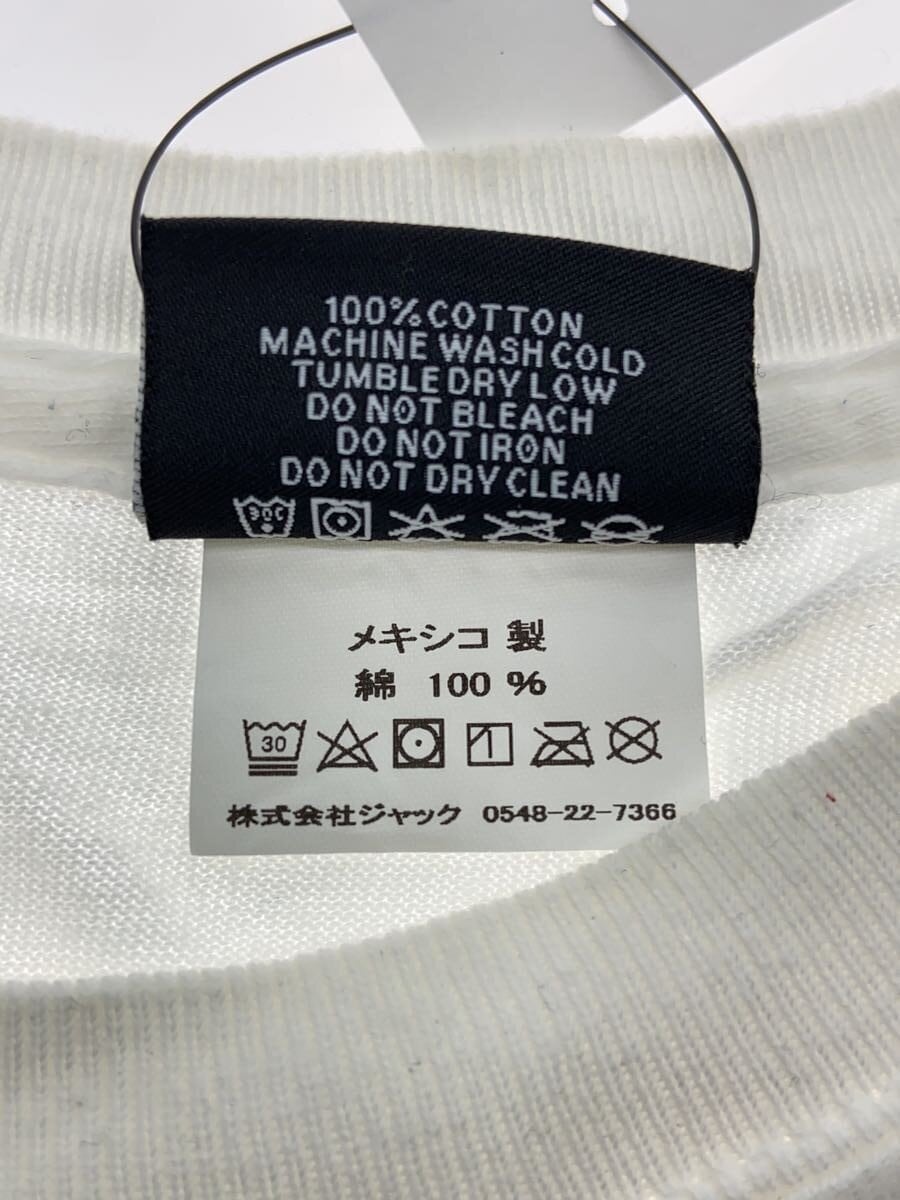 100% COTTON
MACHINE WASH COLD
TUMBLE DRY LOW
DO NOT BLEACH
DO NOT IRON
DO NOT DRY CLEAN
30C
メキシコ 製
綿 100 %
30
株式会社ジャック 0548-22-7366